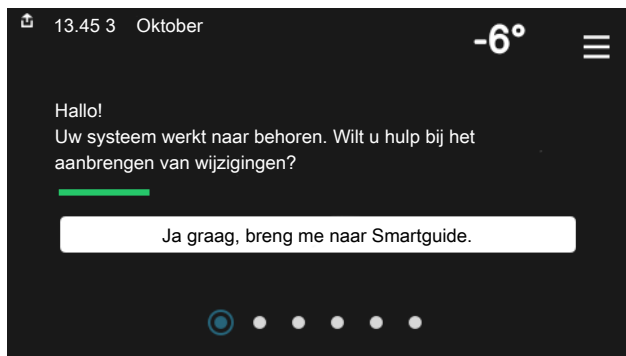 13.45 3 Oktober
-6°
Hallo!
Uw systeem werkt naar behoren. Wilt u hulp bij het
aanbrengen van wijzigingen?
Ja graag, breng me naar Smartguide.